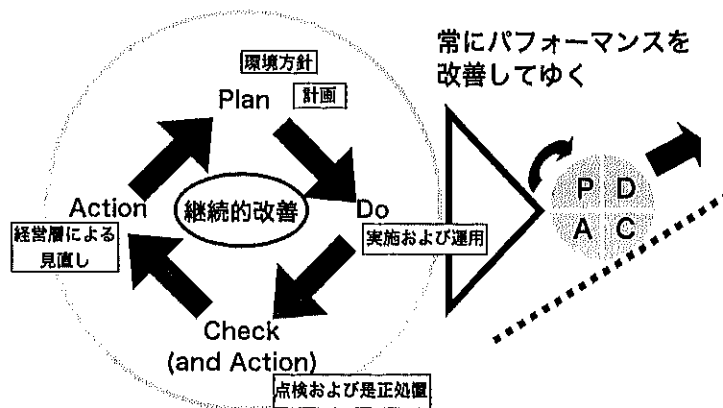 常にパフォーマンスを
改善してゆく
環境方針
計画
Plan
Action
継続的改善
Do
経営層による
見直し
実施および運用
Check
(and Action)
点検および是正処置
P D
A C